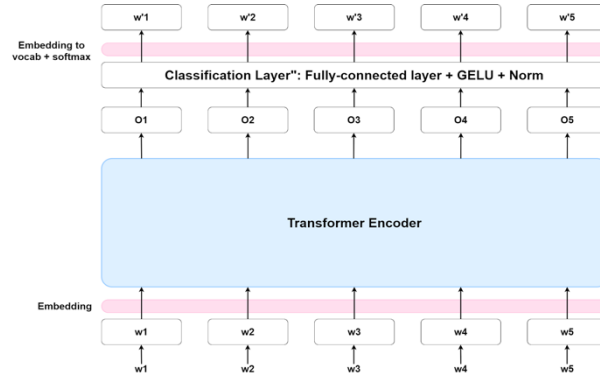 w'1 w'2 w'3 w'4 w'5
Embedding to
vocab + softmax
Classification Layer": Fully-connected layer + GELU + Norm
O1 O2 O3 O4 O5
Transformer Encoder
Embedding
w1 w2 w3 w4 w5
w1 w2 w3 w4 w5